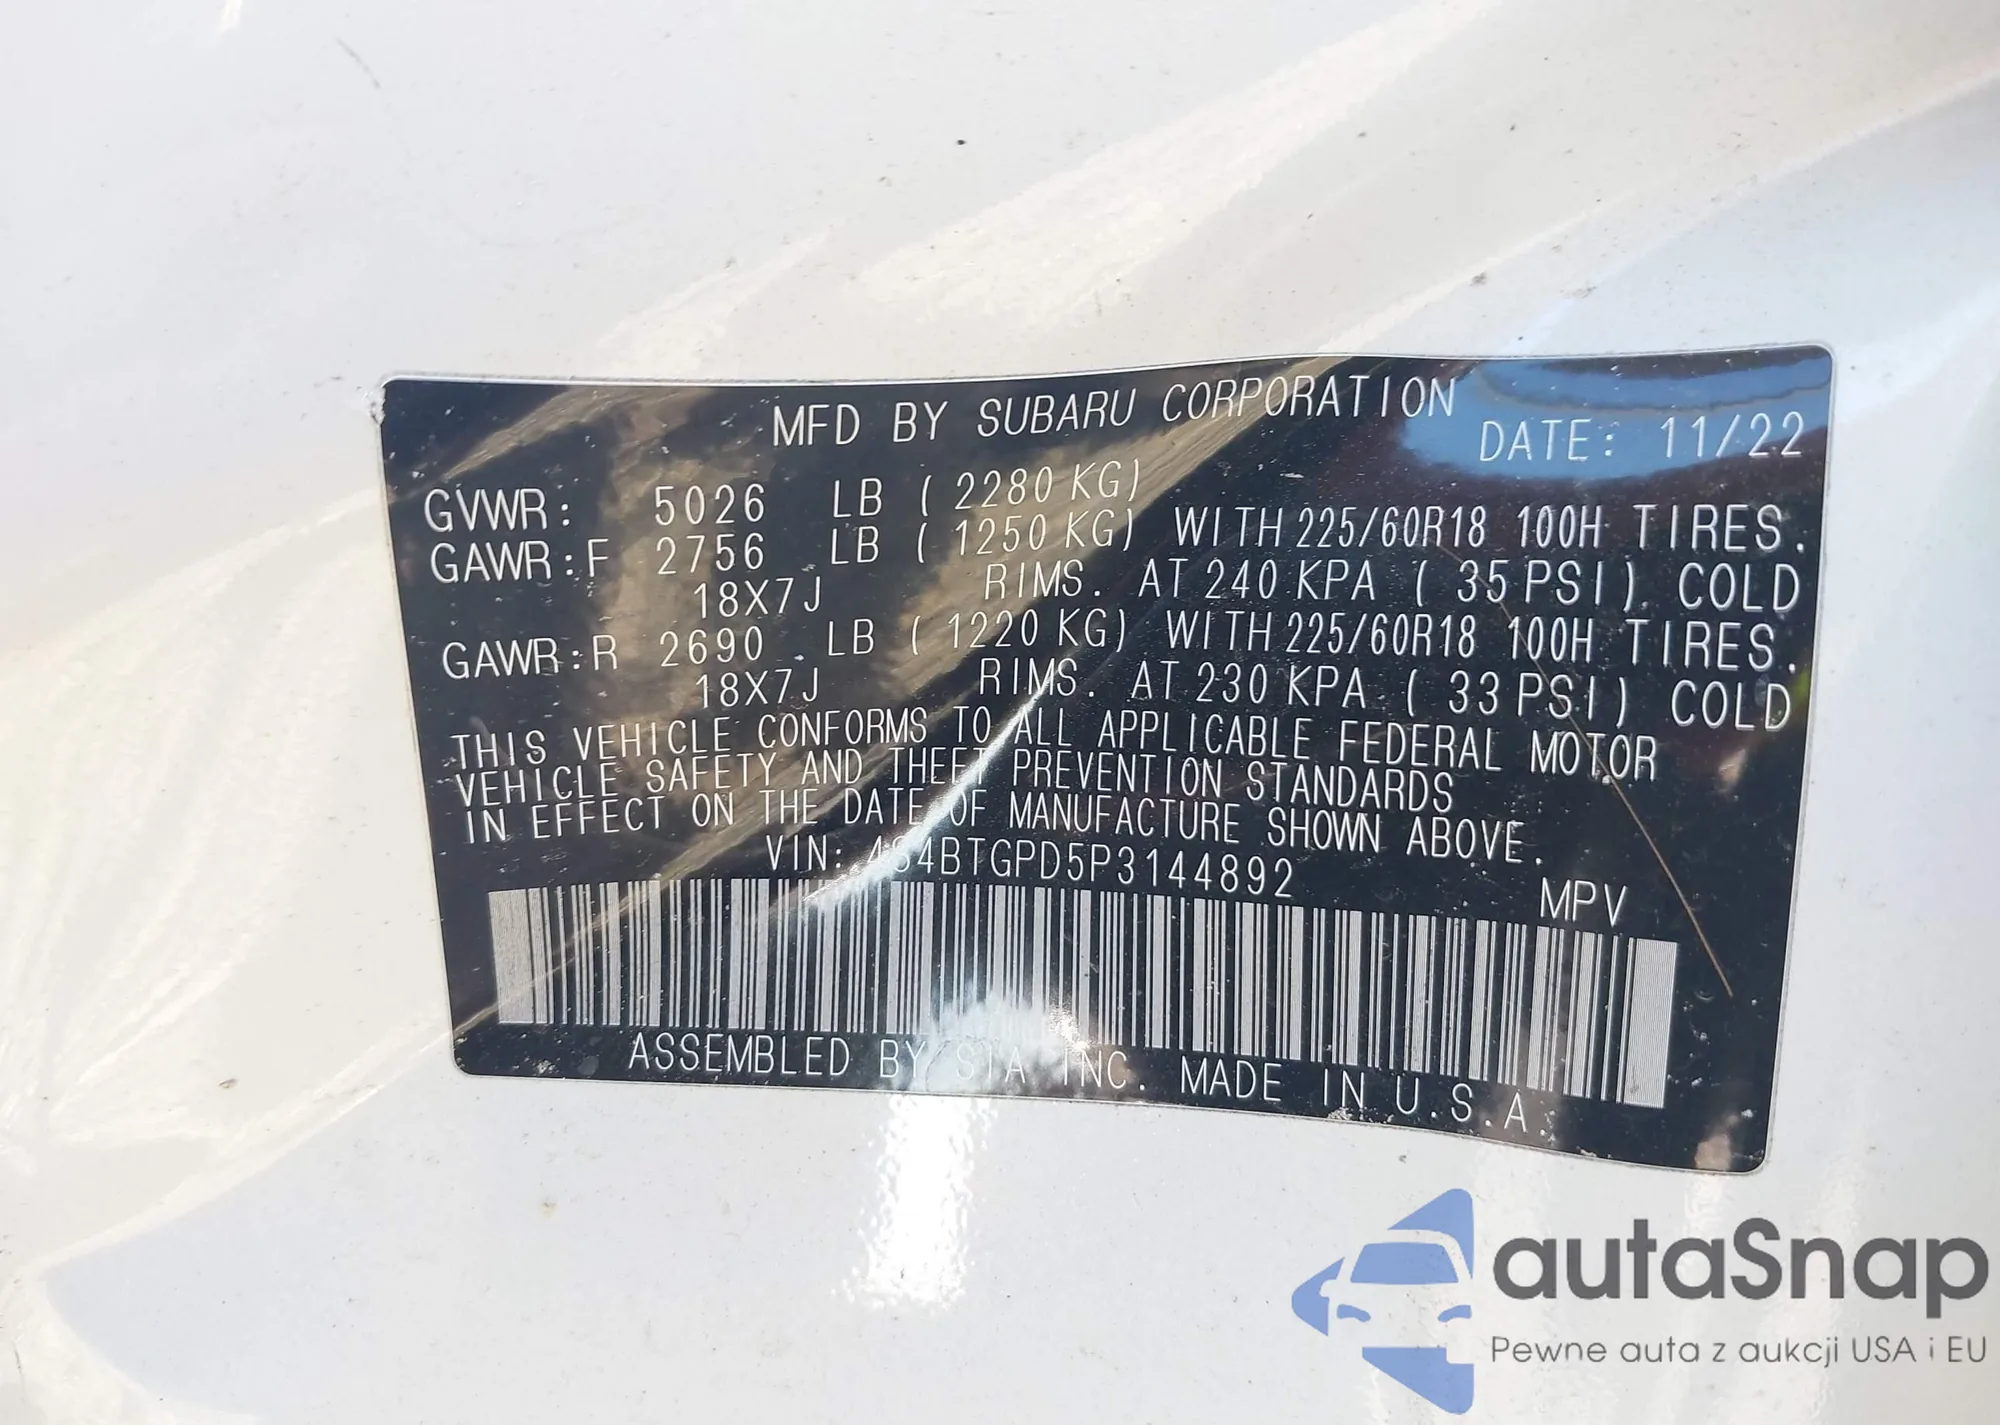 MFD BY SUBARU CORPORATION
DATE: 11/22
GVWR: 5026 LB ( 2280 KG)
GAWR:F 2756 LB ( 1250 KG) WITH 225/60R18 100H TIRES.
18X7J RIMS. AT 240 KPA ( 35 PSI). COLD
GAWR:R 2690 LB ( 1220 KG) WITH 225/60R18 100H TIRES.
18X7J RIMS. AT 230 KPA ( 33 PSI) COLD
THIS VEHICLE CONFORMS TO ALL APPLICABLE FEDERAL MOTOR
VEHICLE SAFETY AND THEFT PREVENTION STANDARDS
IN EFFECT ON THE DATE OF MANUFACTURE SHOWN ABOVE.
VIN: 4S4BTGPD5P3144892
MPV
ASSEMBLED BY SIA INC. MADE IN U.S.A.
autaSnap
Pewne auta z aukcji USA i EU